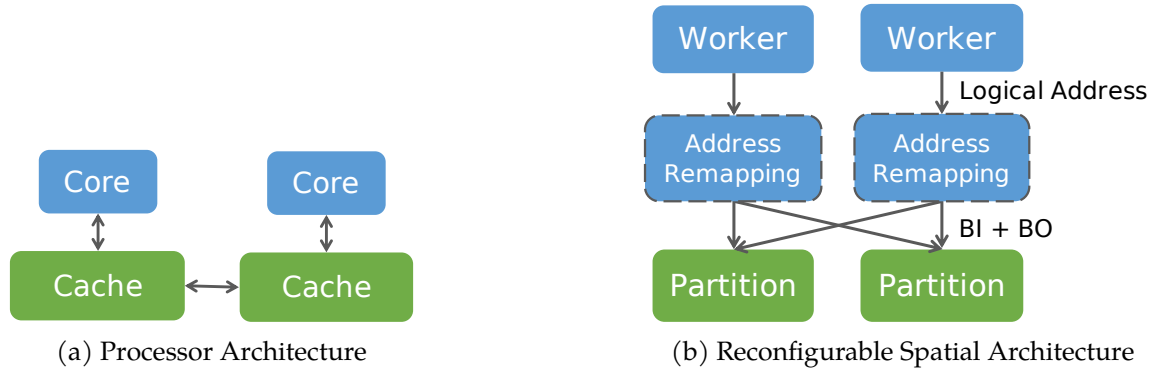 Core
Core
Cache
Cache
(a) Processor Architecture
Worker
Worker
Logical Address
Address
Remapping
Address
Remapping
BI + BO
Partition
Partition
(b) Reconfigurable Spatial Architecture